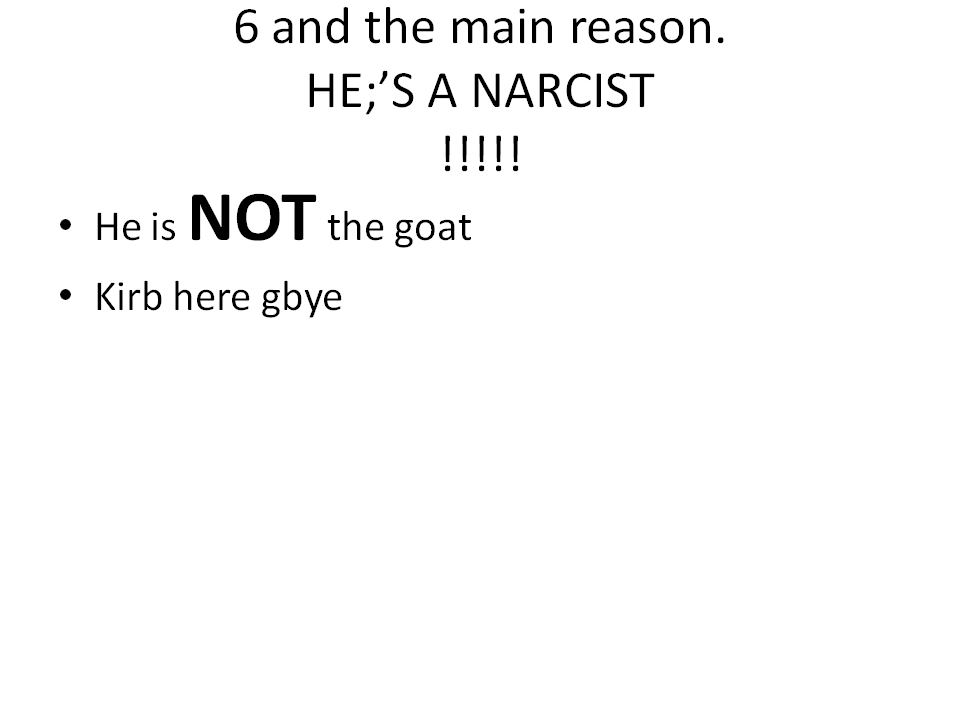 6 and the main reason.
HE;’S A NARCIST
!!!!!
• He is NOT the goat
• Kirb here gbye